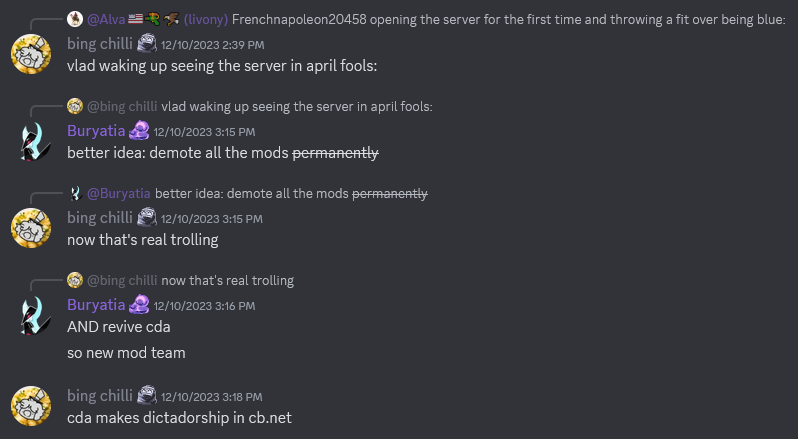 @Alva (livony) Frenchnapoleon20458 opening the server for the first time and throwing a fit over being blue:
bing chilli 12/10/2023 2:39 PM
vlad waking up seeing the server in april fools:
@bing chilli vlad waking up seeing the server in april fools:
Buryatia 12/10/2023 3:15 PM
better idea: demote all the mods permanently
@Buryatia better idea: demote all the mods permanently
bing chilli 12/10/2023 3:15 PM
now that's real trolling
@bing chilli now that's real trolling
Buryatia 12/10/2023 3:16 PM
AND revive cda
so new mod team
bing chilli 12/10/2023 3:18 PM
cda makes dictadorship in cb.net